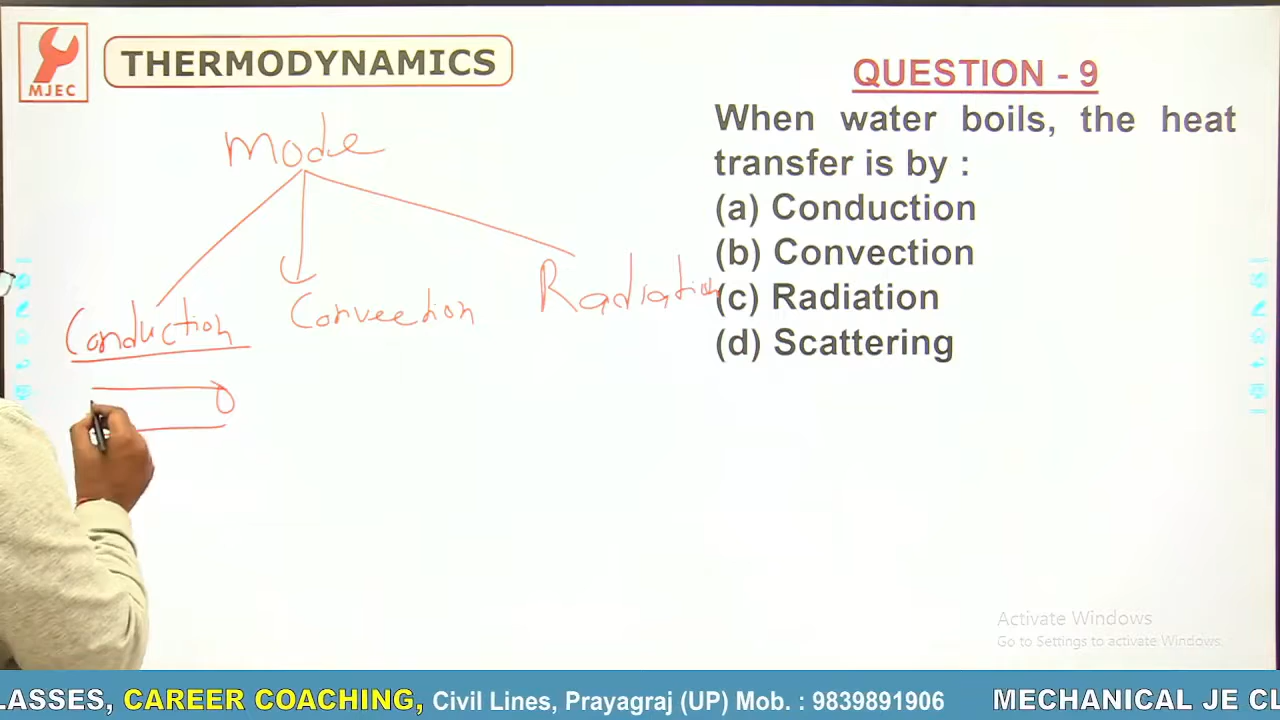 MJEC
THERMODYNAMICS
QUESTION - 9
When water boils, the heat
transfer is by :
(a) Conduction
(b) Convection
(c) Radiation
(d) Scattering
Mode
Conduction
Convection
Radiation
Activate Windows
Go to Settings to activate Windows.
LASSES, CAREER COACHING, Civil Lines, Prayagraj (UP) Mob. : 9839891906 MECHANICAL JE CL